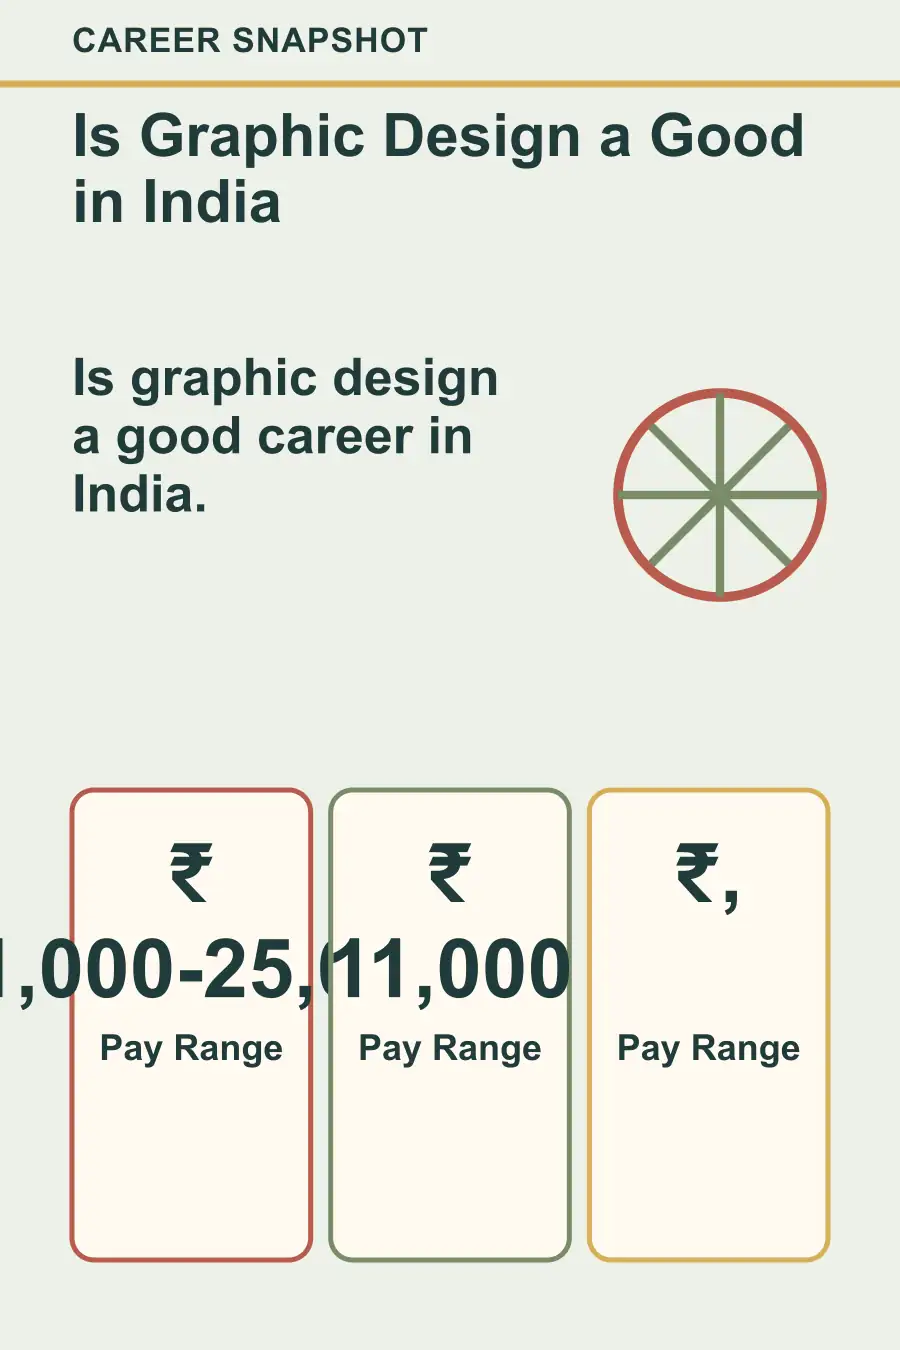 CAREER SNAPSHOT
Is Graphic Design a Good
in India
Is graphic design
a good career in
India.
₹
₹
₹,
,000-25,
11,000
Pay Range
Pay Range
Pay Range